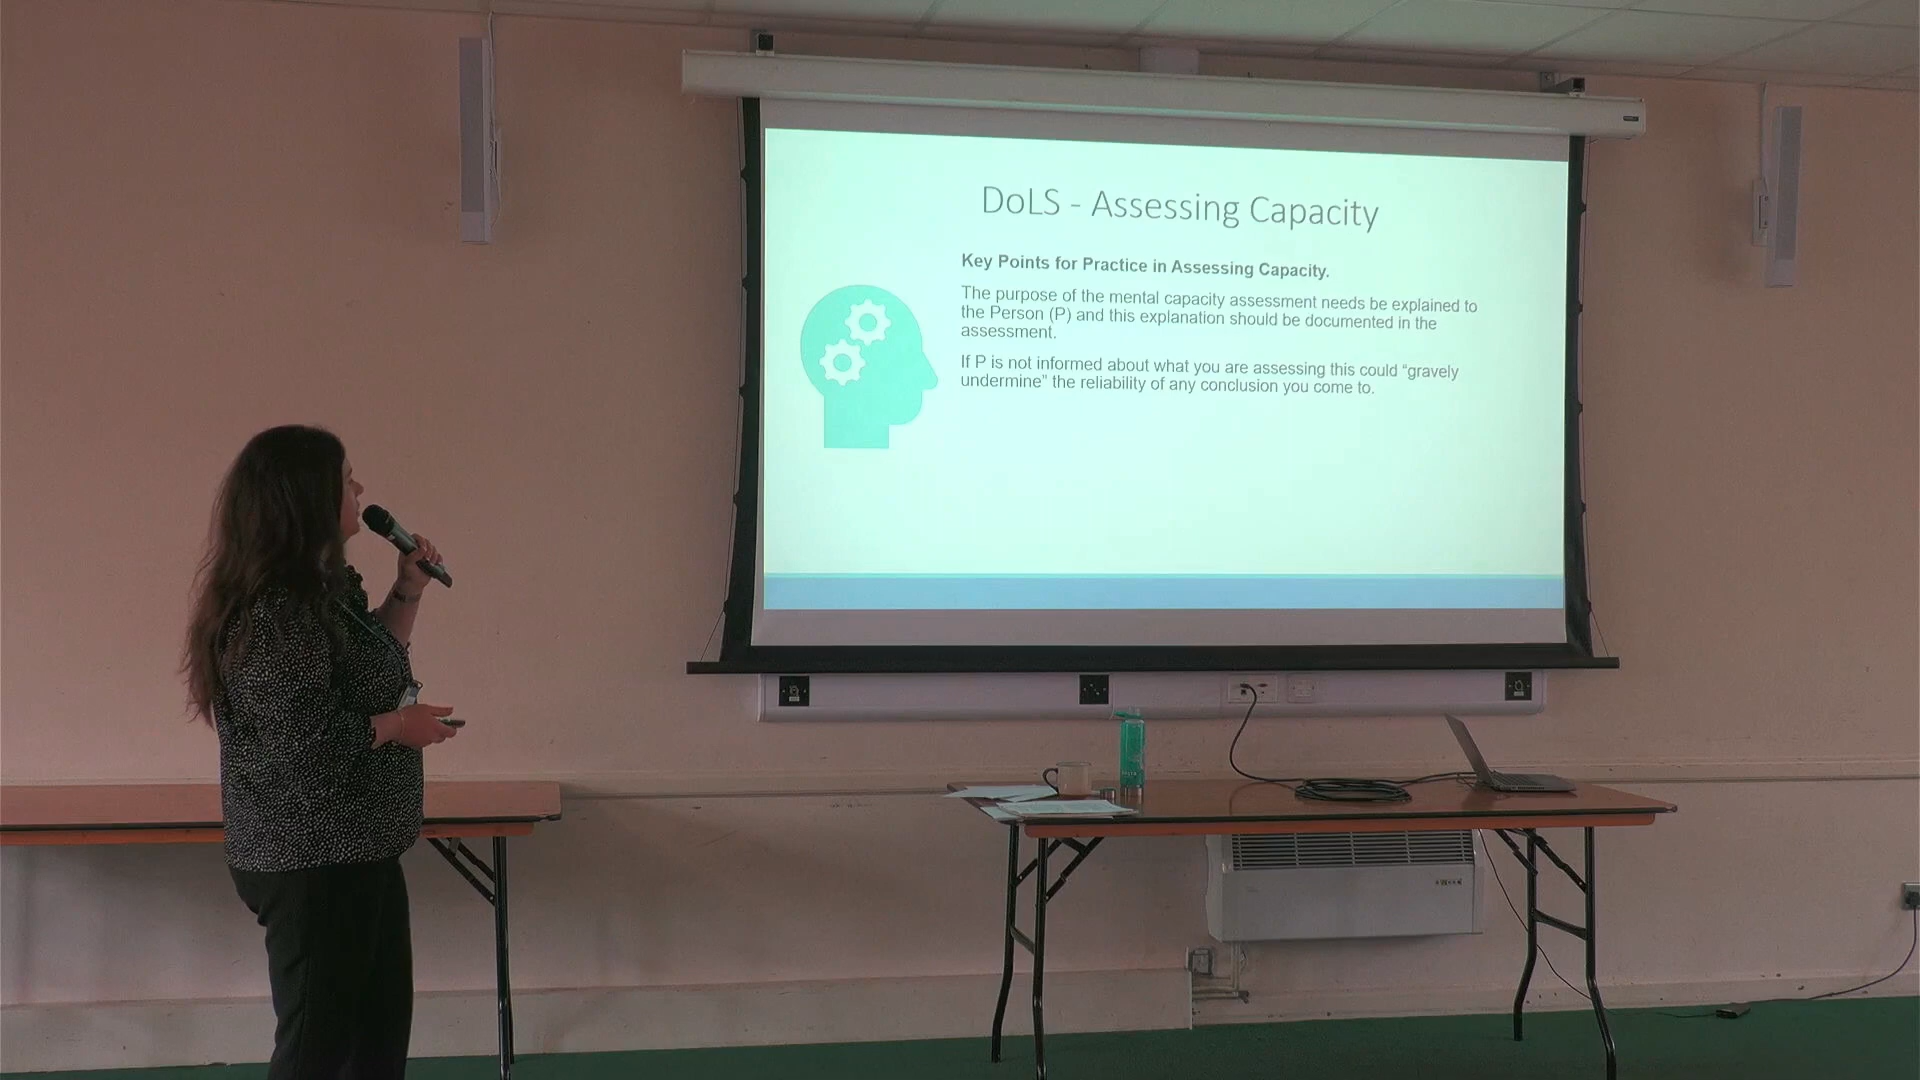 DoLS - Assessing Capacity
Key Points for Practice in Assessing Capacity.
The purpose of the mental capacity assessment needs be explained to
the Person (P) and this explanation should be documented in the
assessment.
If P is not informed about what you are assessing this could “gravely
undermine” the reliability of any conclusion you come to.